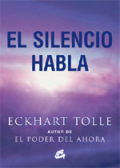 EL SILENCIO
HABLA
ECKHART TOLLE
AUTOR DE
EL PODER DEL AHORA